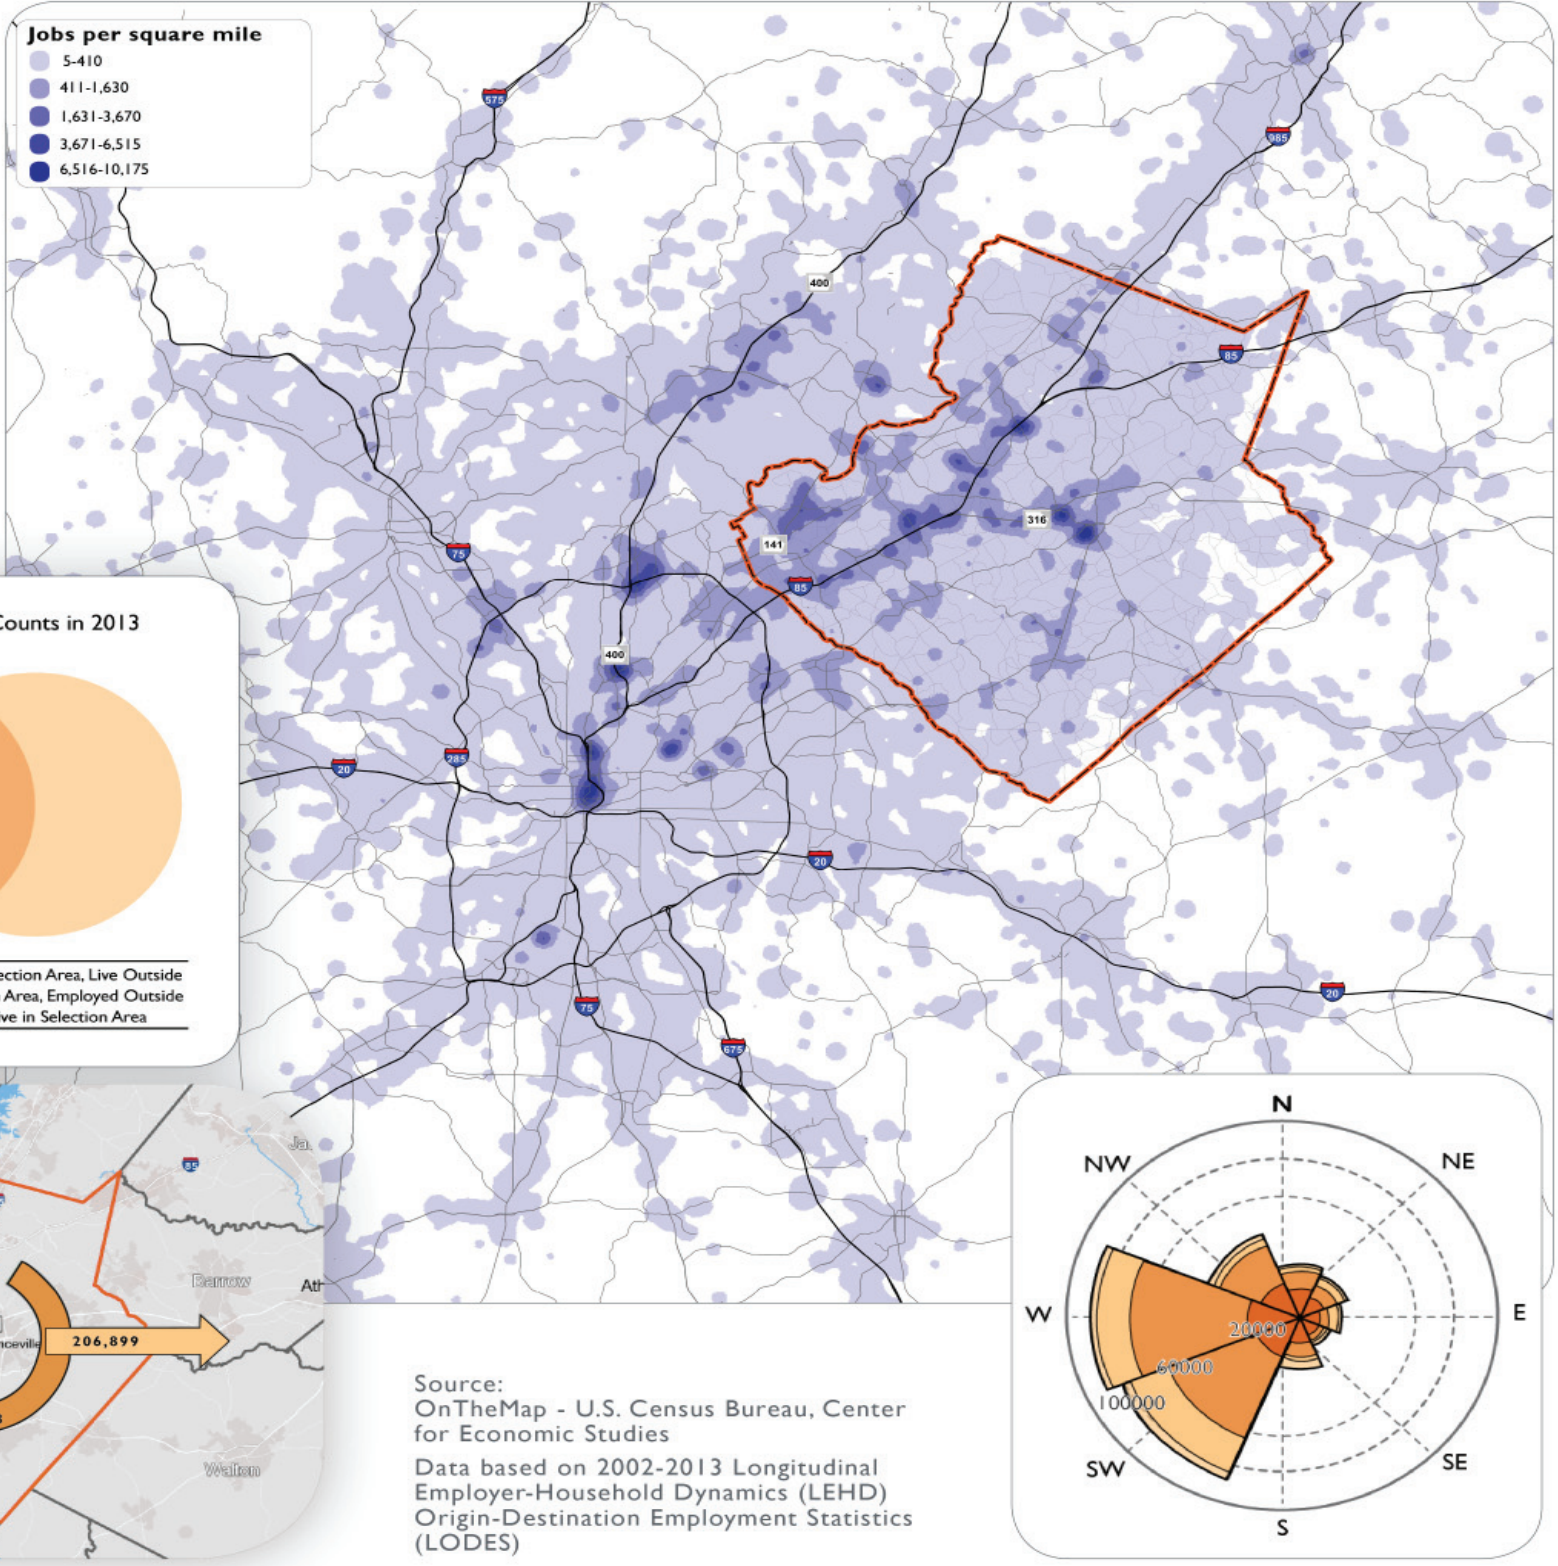 Jobs per square mile
5-410
411-1,630
1,631-3,670
3,671-6,515
6,516-10,175
575
985
400
85
316
141
85
75
400
285
20
20
75
675
20
Counts in 2013
ection Area, Live Outside
Area, Employed Outside
ve in Selection Area
85
Ja.
Barrow
Atl
nceville
206,899
Walton
Source:
OnTheMap - U.S. Census Bureau, Center
for Economic Studies
Data based on 2002-2013 Longitudinal
Employer-Household Dynamics (LEHD)
Origin-Destination Employment Statistics
(LODES)
N
NW
NE
W
E
20000
60000
100000
SW
SE
S